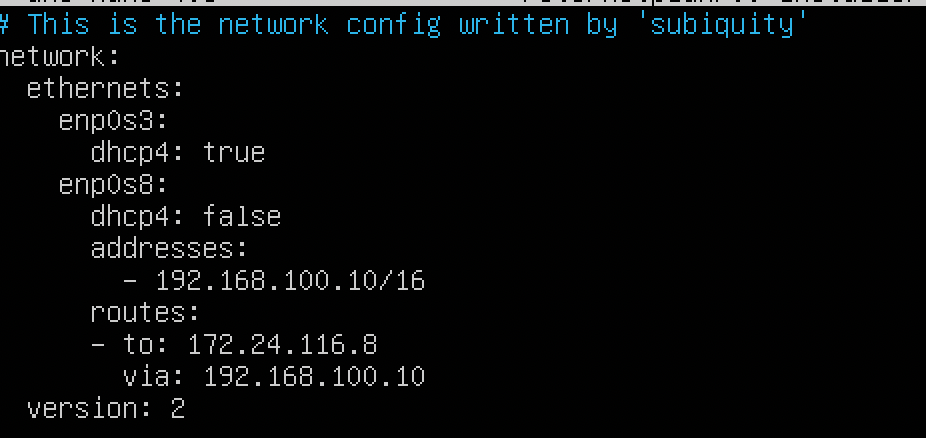 # This is the network config written by 'subiquity'
network:
  ethernets:
    enp0s3:
      dhcp4: true
    enp0s8:
      dhcp4: false
      addresses:
        - 192.168.100.10/16
      routes:
      - to: 172.24.116.8
        via: 192.168.100.10
  version: 2